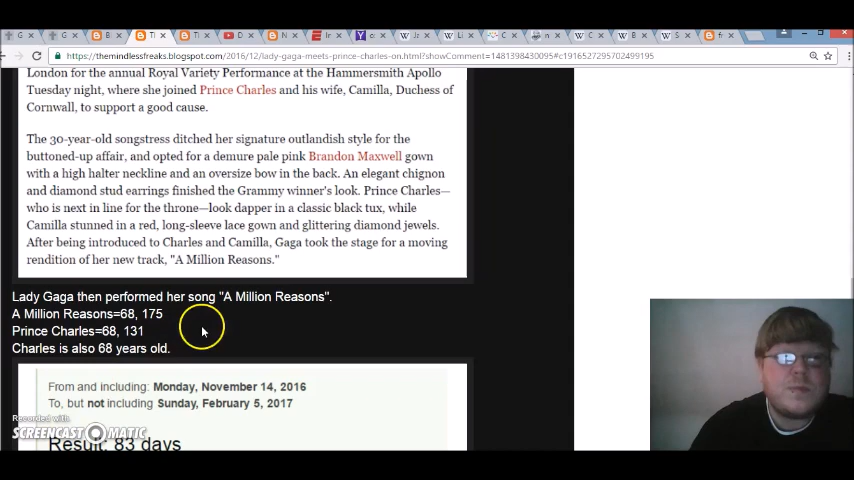 https://themindlessfreaks.blogspot.com/2016/12/lady-gaga-meets-prince-charles-on.html?showComment=1481398430095#c1916527295702499195
London for the annual Royal Variety Performance at the Hammersmith Apollo
Tuesday night, where she joined Prince Charles and his wife, Camilla, Duchess of
Cornwall, to support a good cause.
The 30-year-old songstress ditched her signature outlandish style for the
buttoned-up affair, and opted for a demure pale pink Brandon Maxwell gown
with a high halter neckline and an oversize bow in the back. An elegant chignon
and diamond stud earrings finished the Grammy winner's look. Prince Charles—
who is next in line for the throne—look dapper in a classic black tux, while
Camilla stunned in a red, long-sleeve lace gown and glittering diamond jewels.
After being introduced to Charles and Camilla, Gaga took the stage for a moving
rendition of her new track, "A Million Reasons."
Lady Gaga then performed her song "A Million Reasons".
A Million Reasons=68, 175
Prince Charles=68, 131
Charles is also 68 years old.
From and including: Monday, November 14, 2016
To, but not including Sunday, February 5, 2017
Result: 83 days
Recorded with
SCREENCAST MATIC